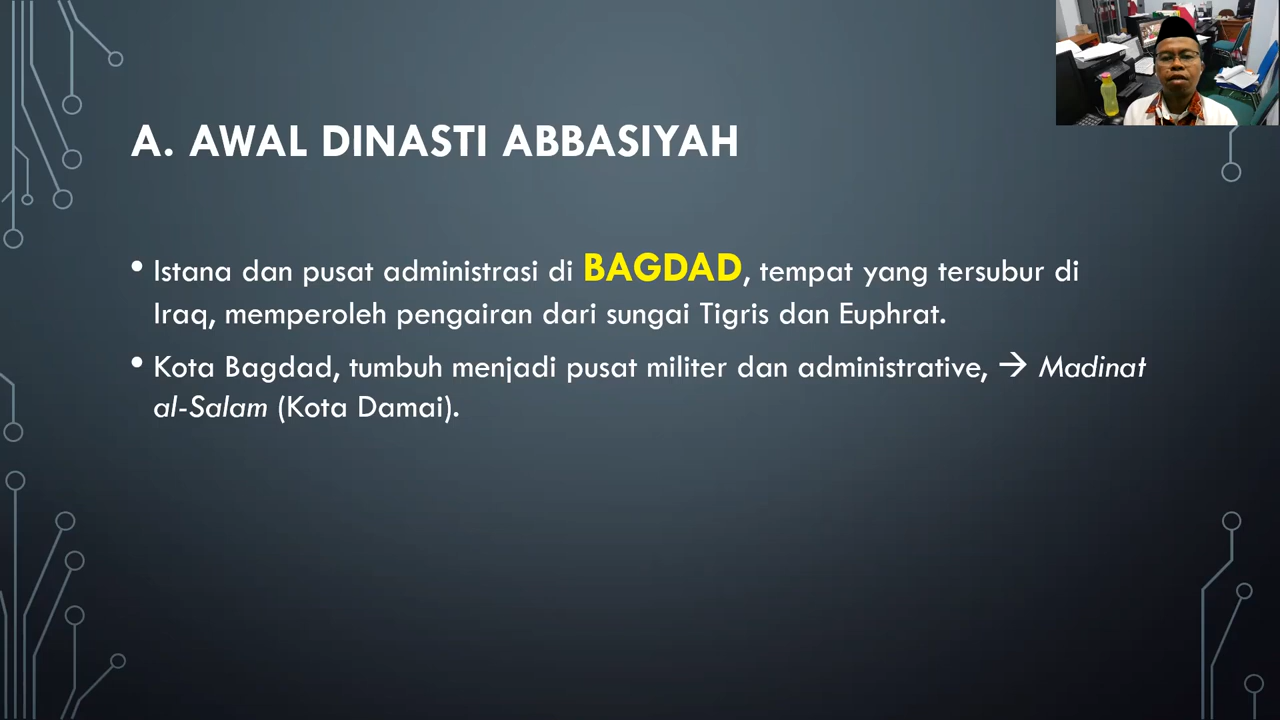 A. AWAL DINASTI ABBASIYAH
• Istana dan pusat administrasi di BAGDAD, tempat yang tersubur di
Iraq, memperoleh pengairan dari sungai Tigris dan Euphrat.
• Kota Bagdad, tumbuh menjadi pusat militer dan administrative, → Madinat
al-Salam (Kota Damai).